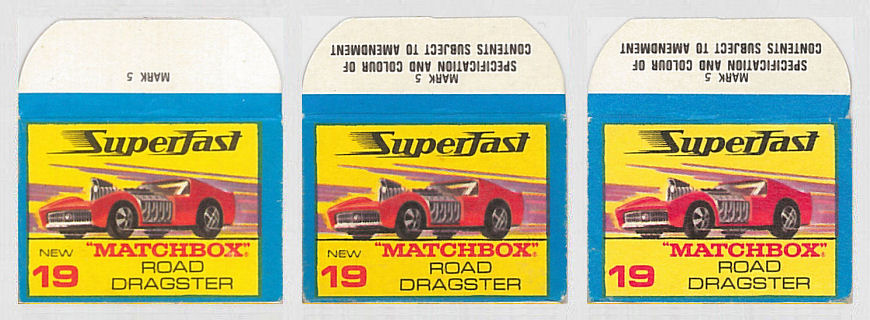 MARK 5
SuperFast
NEW "MATCHBOX"®
19 ROAD
DRAGSTER
MARK 5
SPECIFICATION AND COLOUR OF
CONTENTS SUBJECT TO AMENDMENT
SuperFast
NEW "MATCHBOX"®
19 ROAD
DRAGSTER
MARK 5
SPECIFICATION AND COLOUR OF
CONTENTS SUBJECT TO AMENDMENT
SuperFast
"MATCHBOX"®
19 ROAD
DRAGSTER